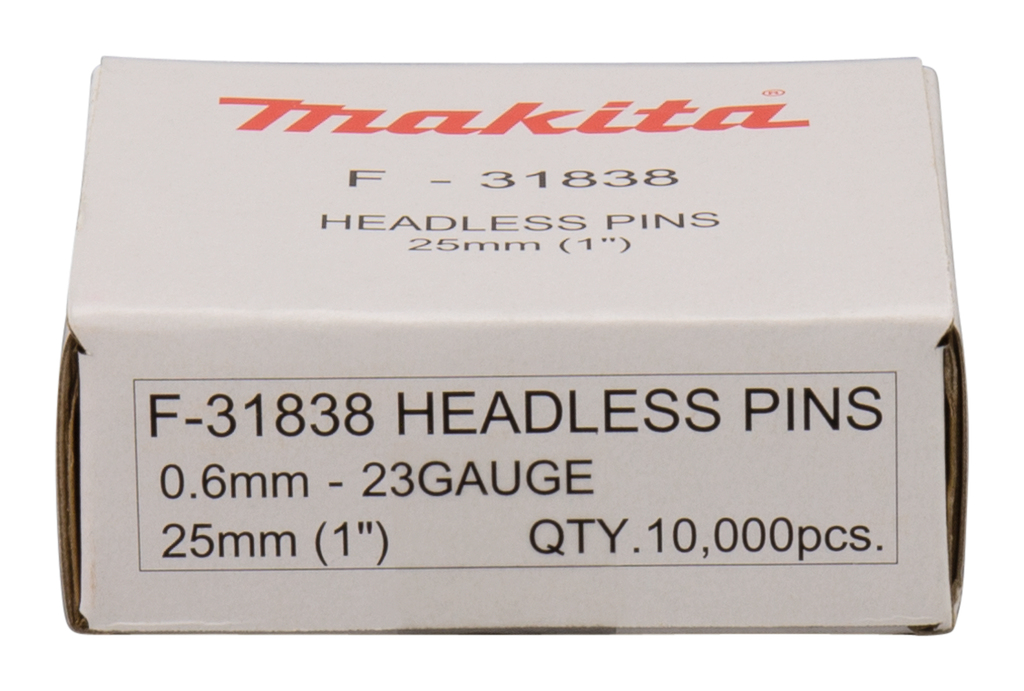 makita®
F - 31838
HEADLESS PINS
25mm (1")
F-31838 HEADLESS PINS
0.6mm - 23GAUGE
25mm (1") QTY.10,000pcs.